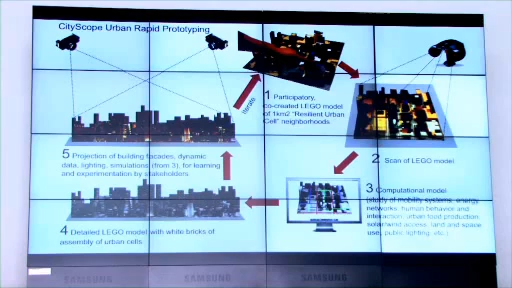 CityScope Urban Rapid Prototyping
1 Participatory,
co-created LEGO model
of 1km2 "Resilient Urban
Cell" neighborhoods.
Iterate
2 Scan of LEGO model
3 Computational model
(study of mobility systems, energy
networks, human behavior and
interaction, urban food production,
solar/wind access, land and space
use, public lighting, etc.)
4 Detailed LEGO model with white bricks of
assembly of urban cells
5 Projection of building facades, dynamic
data, lighting, simulations (from 3), for learning
and experimentation by stakeholders.
SAMSUNG SAMSUNG SAMSUNG